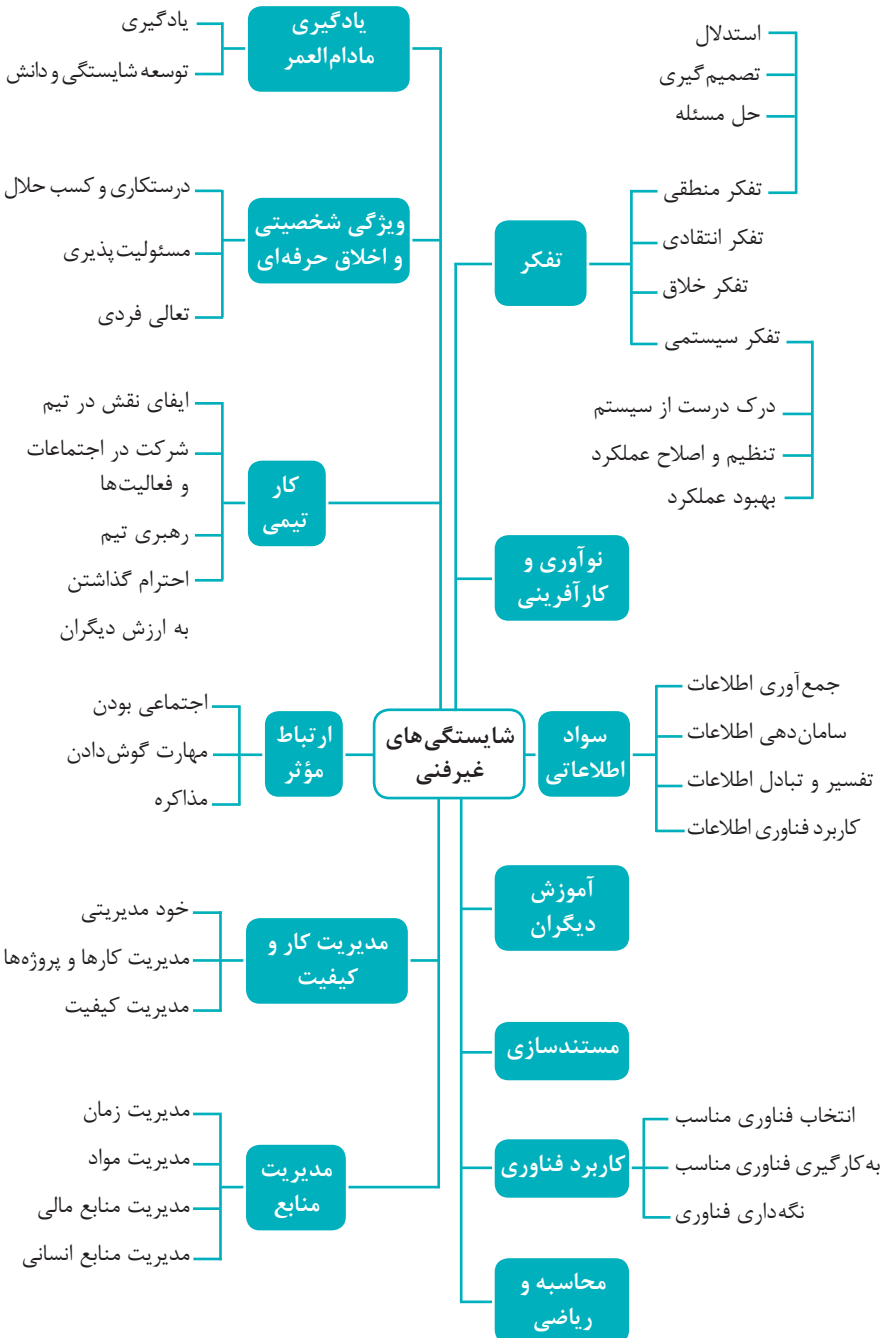 شایستگی‌های
غیرفنی
تفکر
استدلال
تصمیم‌گیری
حل مسئله
تفکر منطقی
تفکر انتقادی
تفکر خلاق
تفکر سیستمی
درک درست از سیستم
تنظیم و اصلاح عملکرد
بهبود عملکرد
نوآوری و
کارآفرینی
سواد
اطلاعاتی
جمع‌آوری اطلاعات
سامان‌دهی اطلاعات
تفسیر و تبادل اطلاعات
کاربرد فناوری اطلاعات
آموزش
دیگران
مستندسازی
کاربرد فناوری
انتخاب فناوری مناسب
به‌کارگیری فناوری مناسب
نگه‌داری فناوری
محاسبه و
ریاضی
یادگیری
مادام‌العمر
یادگیری
توسعه شایستگی و دانش
ویژگی شخصیتی
و اخلاق حرفه‌ای
درستکاری و کسب حلال
مسئولیت‌پذیری
تعالی فردی
کار
تیمی
ایفای نقش در تیم
شرکت در اجتماعات
و فعالیت‌ها
رهبری تیم
احترام گذاشتن
به ارزش دیگران
ارتباط
مؤثر
اجتماعی بودن
مهارت گوش‌دادن
مذاکره
مدیریت کار و
کیفیت
خود مدیریتی
مدیریت کارها و پروژه‌ها
مدیریت کیفیت
مدیریت
منابع
مدیریت زمان
مدیریت مواد
مدیریت منابع مالی
مدیریت منابع انسانی